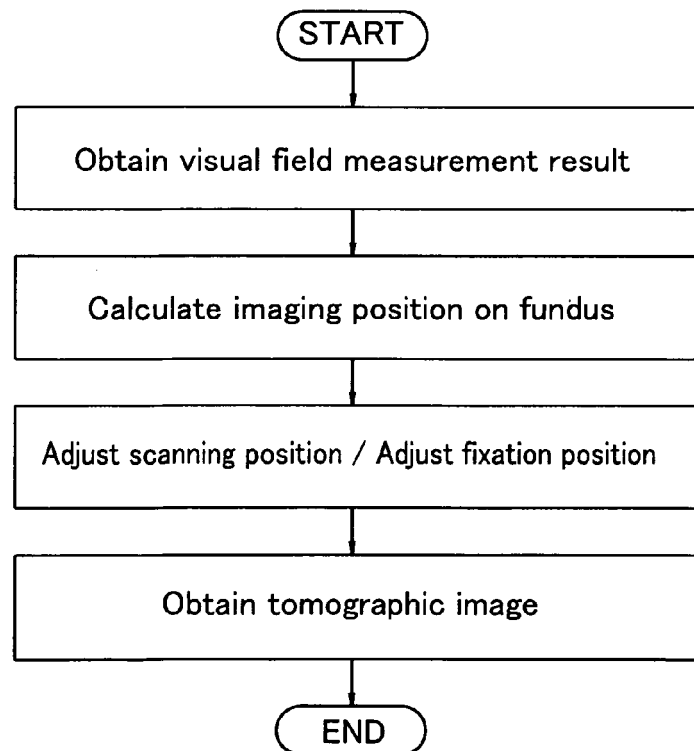 START
Obtain visual field measurement result
Calculate imaging position on fundus
Adjust scanning position / Adjust fixation position
Obtain tomographic image
END